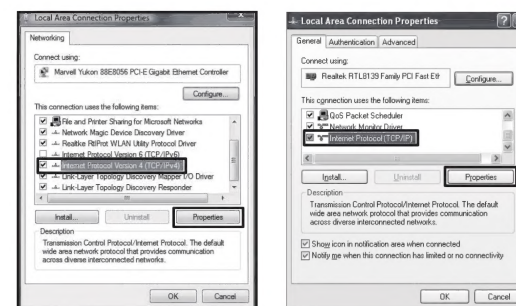 Local Area Connection Properties
Networking
Connect using:
Marvell Yukon 88E8056 PCI-E Gigabit Ethernet Controller
Configure...
This connection uses the following items:
File and Printer Sharing for Microsoft Networks
Network Magic Device Discovery Driver
Realtke RtlProt WLAN Utility Protocol Driver
Internet Protocol Version 6 (TCP/IPv6)
Internet Protocol Version 4 (TCP/IPv4)
Link-Layer Topology Discovery Mapper I/O Driver
Link-Layer Topology Discovery Responder
Install...
Uninstall
Properties
Description
Transmission Control Protocol/Internet Protocol. The default
wide area network protocol that provides communication
across diverse interconnected networks.
OK
Cancel
Local Area Connection Properties
?
General Authentication Advanced
Connect using:
Realtek RTL8139 Family PCI Fast Eth
Configure...
This connection uses the following items:
QoS Packet Scheduler
Network Monitor Driver
Internet Protocol (TCP/IP)
Install...
Uninstall
Properties
Description
Transmission Control Protocol/Internet Protocol. The default
wide area network protocol that provides communication
across diverse interconnected networks.
Show icon in notification area when connected
Notify me when this connection has limited or no connectivity
OK
Cancel